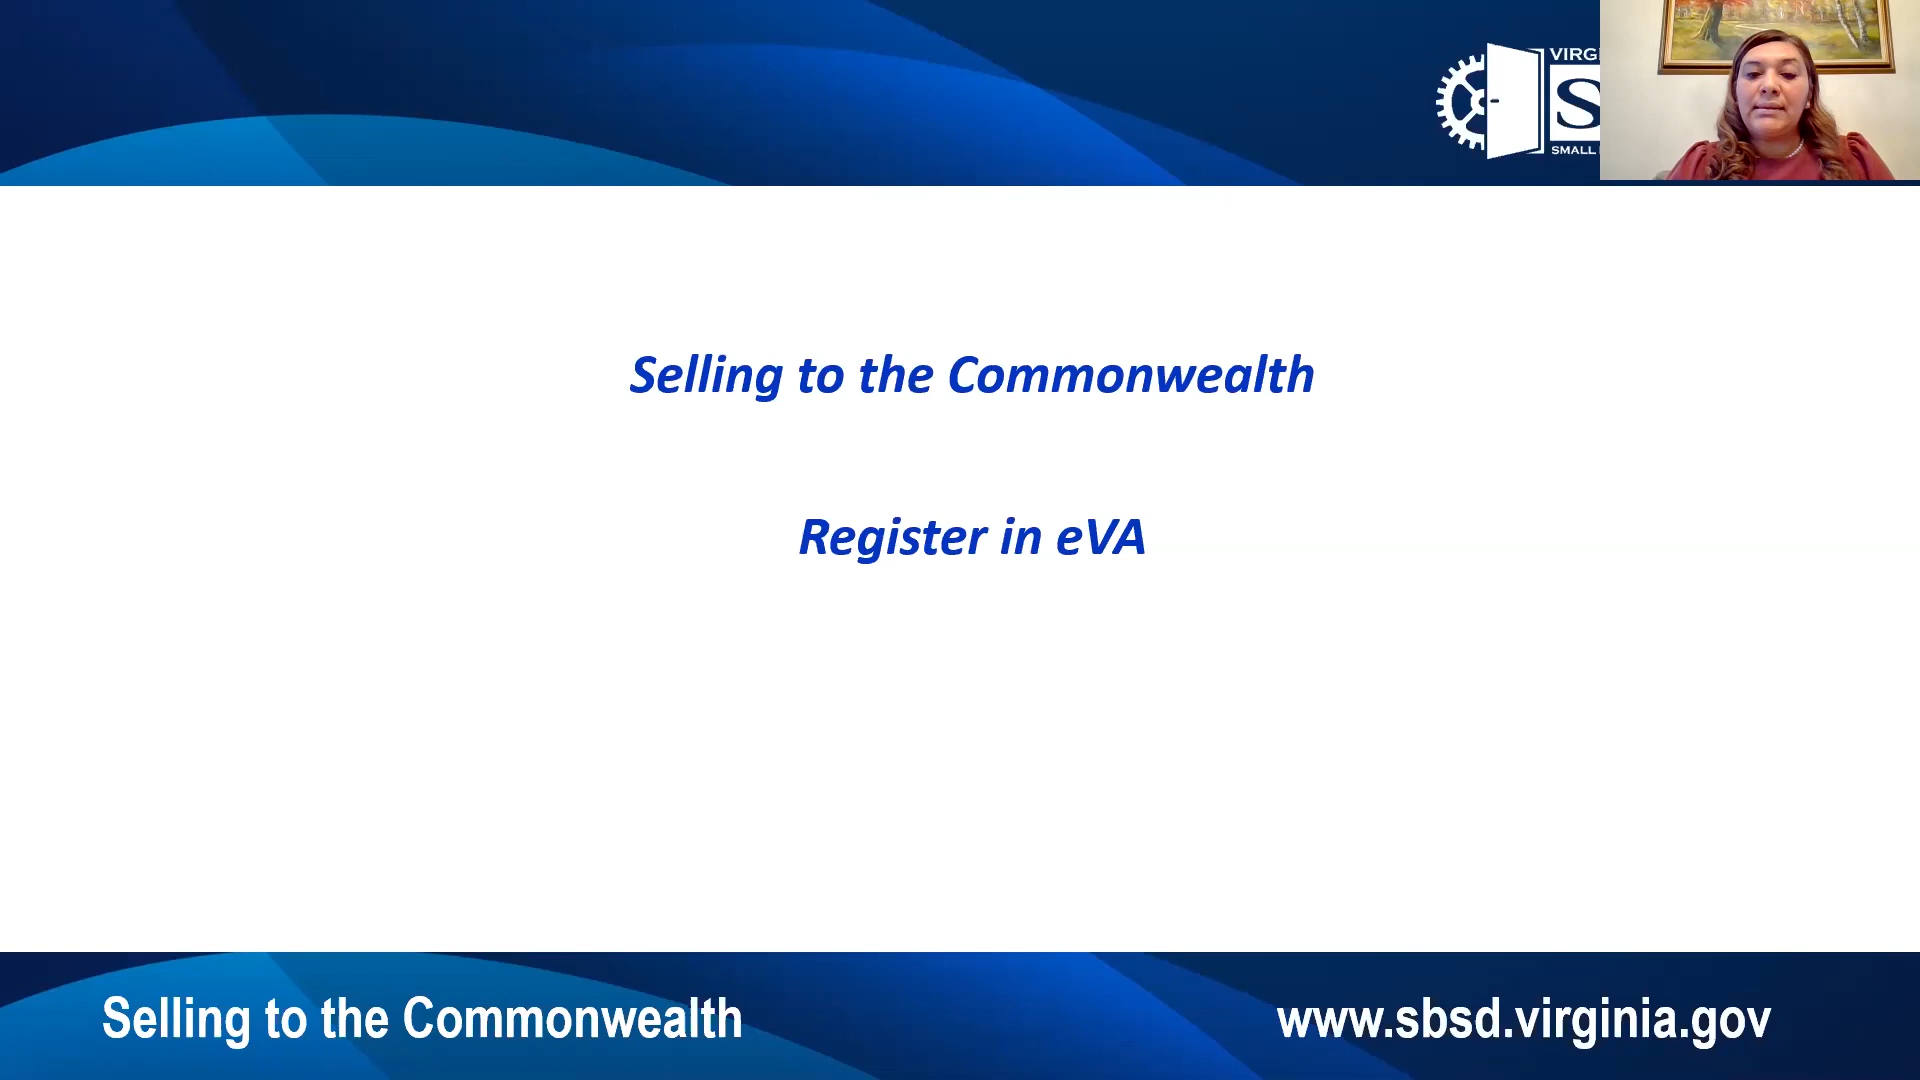 VIRG
S
SMALL
Selling to the Commonwealth
Register in eVA
Selling to the Commonwealth
www.sbsd.virginia.gov